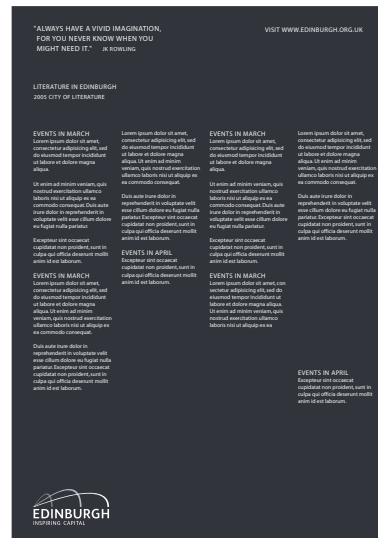 "ALWAYS HAVE A VIVID IMAGINATION,
FOR YOU NEVER KNOW WHEN YOU
MIGHT NEED IT." JK ROWLING
VISIT WWW.EDINBURGH.ORG.UK
LITERATURE IN EDINBURGH
2005 CITY OF LITERATURE
EVENTS IN MARCH
Lorem ipsum dolor sit amet,
consectetur adipisicing elit, sed
do eiusmod tempor incididunt
ut labore et dolore magna
aliqua.
Ut enim ad minim veniam, quis
nostrud exercitation ullamco
laboris nisi ut aliquip ex ea
commodo consequat. Duis aute
irure dolor in reprehenderit in
voluptate velit esse cillum dolore
eu fugiat nulla pariatur.
Excepteur sint occaecat
cupidatat non proident, sunt in
culpa qui officia deserunt mollit
anim id est laborum.
EVENTS IN MARCH
Lorem ipsum dolor sit amet,
consectetur adipisicing elit, sed
do eiusmod tempor incididunt
ut labore et dolore magna
aliqua. Ut enim ad minim
veniam, quis nostrud exercitation
ullamco laboris nisi ut aliquip ex
ea commodo consequat.
Duis aute irure dolor in
reprehenderit in voluptate velit
esse cillum dolore eu fugiat nulla
pariatur. Excepteur sint occaecat
cupidatat non proident, sunt in
culpa qui officia deserunt mollit
anim id est laborum.
Lorem ipsum dolor sit amet,
consectetur adipisicing elit, sed
do eiusmod tempor incididunt
ut labore et dolore magna
aliqua. Ut enim ad minim
veniam, quis nostrud exercitation
ullamco laboris nisi ut aliquip ex
ea commodo consequat.
Duis aute irure dolor in
reprehenderit in voluptate velit
esse cillum dolore eu fugiat nulla
pariatur. Excepteur sint occaecat
cupidatat non proident, sunt in
culpa qui officia deserunt mollit
anim id est laborum.
EVENTS IN APRIL
Excepteur sint occaecat
cupidatat non proident, sunt in
culpa qui officia deserunt mollit
anim id est laborum.
EVENTS IN MARCH
Lorem ipsum dolor sit amet,
consectetur adipisicing elit, sed
do eiusmod tempor incididunt
ut labore et dolore magna
aliqua.
Ut enim ad minim veniam, quis
nostrud exercitation ullamco
laboris nisi ut aliquip ex ea
commodo consequat. Duis aute
irure dolor in reprehenderit in
voluptate velit esse cillum dolore
eu fugiat nulla pariatur.
Excepteur sint occaecat
cupidatat non proident, sunt in
culpa qui officia deserunt mollit
anim id est laborum.
EVENTS IN MARCH
Lorem ipsum dolor sit amet, con
sectetur adipisicing elit, sed do
eiusmod tempor incididunt ut
labore et dolore magna aliqua.
Ut enim ad minim veniam, quis
nostrud exercitation ullamco
laboris nisi ut aliquip ex ea
Lorem ipsum dolor sit amet,
consectetur adipisicing elit, sed
do eiusmod tempor incididunt
ut labore et dolore magna
aliqua. Ut enim ad minim
veniam, quis nostrud exercitation
ullamco laboris nisi ut aliquip ex
ea commodo consequat.
Duis aute irure dolor in
reprehenderit in voluptate velit
esse cillum dolore eu fugiat nulla
pariatur. Excepteur sint occaecat
cupidatat non proident, sunt in
culpa qui officia deserunt mollit
anim id est laborum.
EVENTS IN APRIL
Excepteur sint occaecat
cupidatat non proident, sunt in
culpa qui officia deserunt mollit
anim id est laborum.
EDINBURGH
INSPIRING CAPITAL